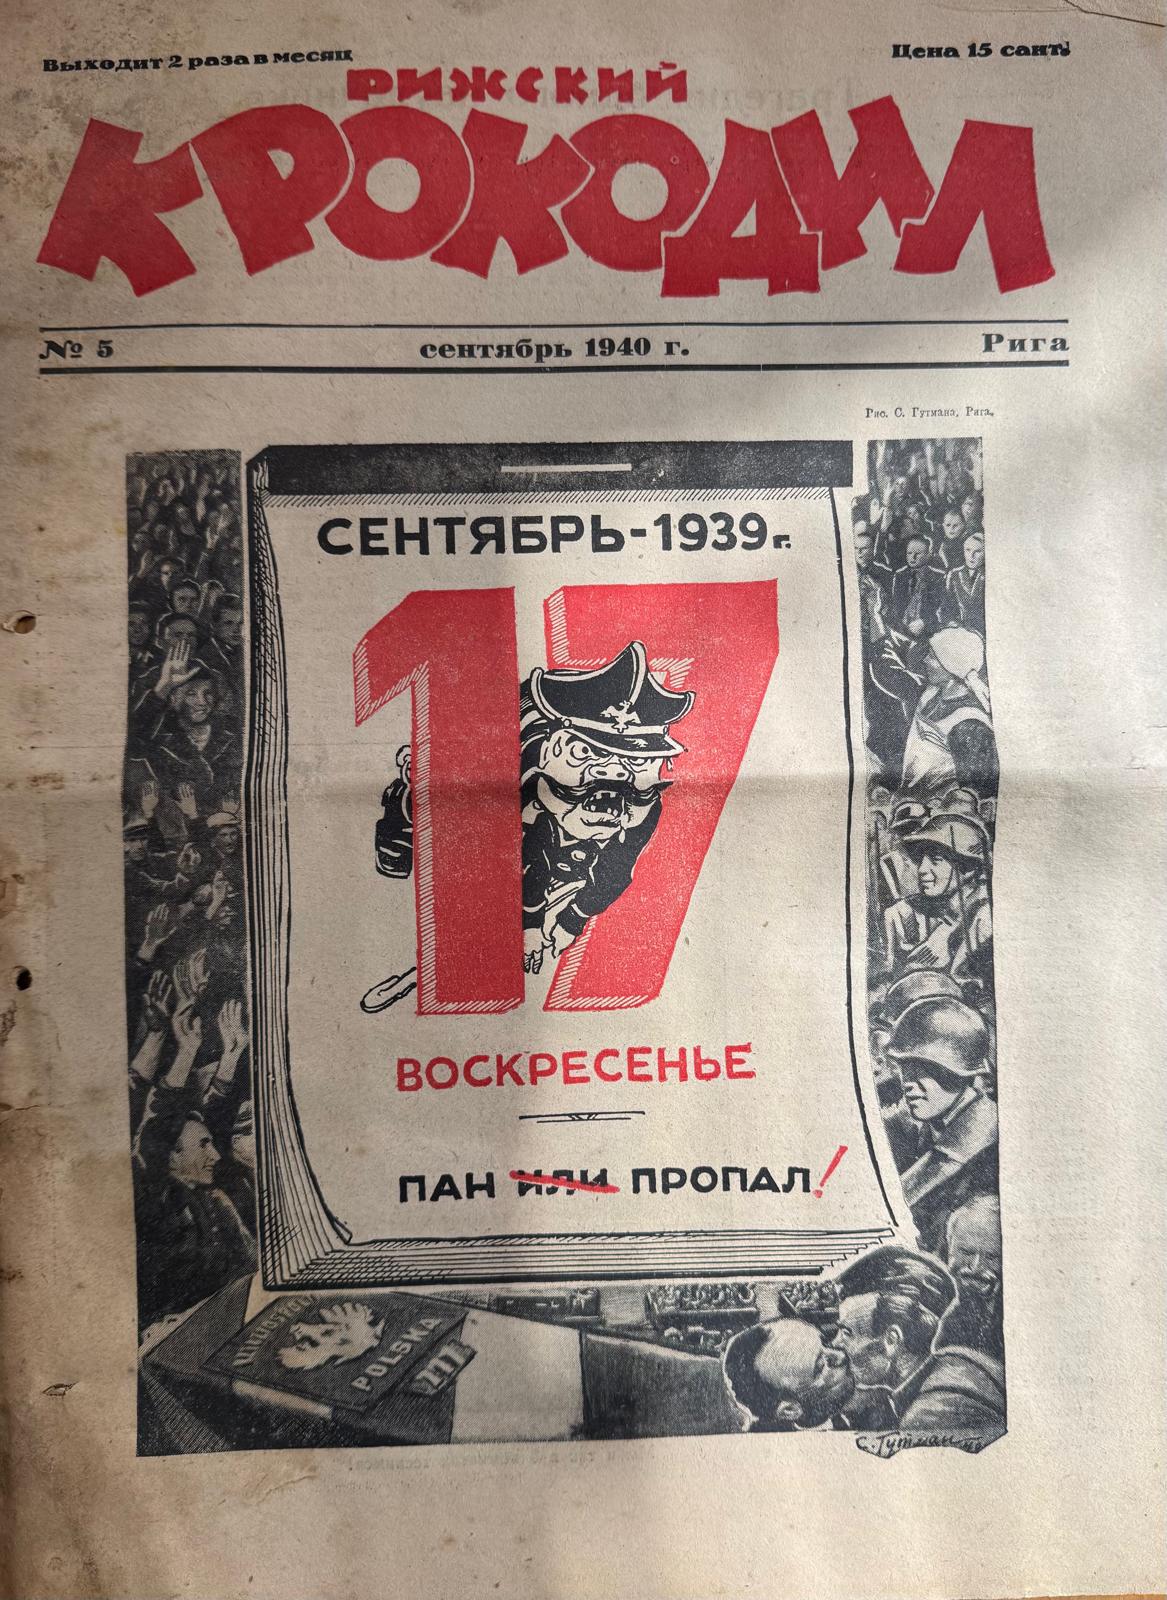 Выходит 2 раза в месяц
Цена 15 сант.
РИЖСКИЙ
КРОКОДИЛ
№ 5 сентябрь 1940 г. Рига
Рис. С. Гутмана, Рига.
СЕНТЯБРЬ-1939 г.
17
ВОСКРЕСЕНЬЕ
ПАН ИЛИ ПРОПАЛ!
POLSKA
С. Гутман 40